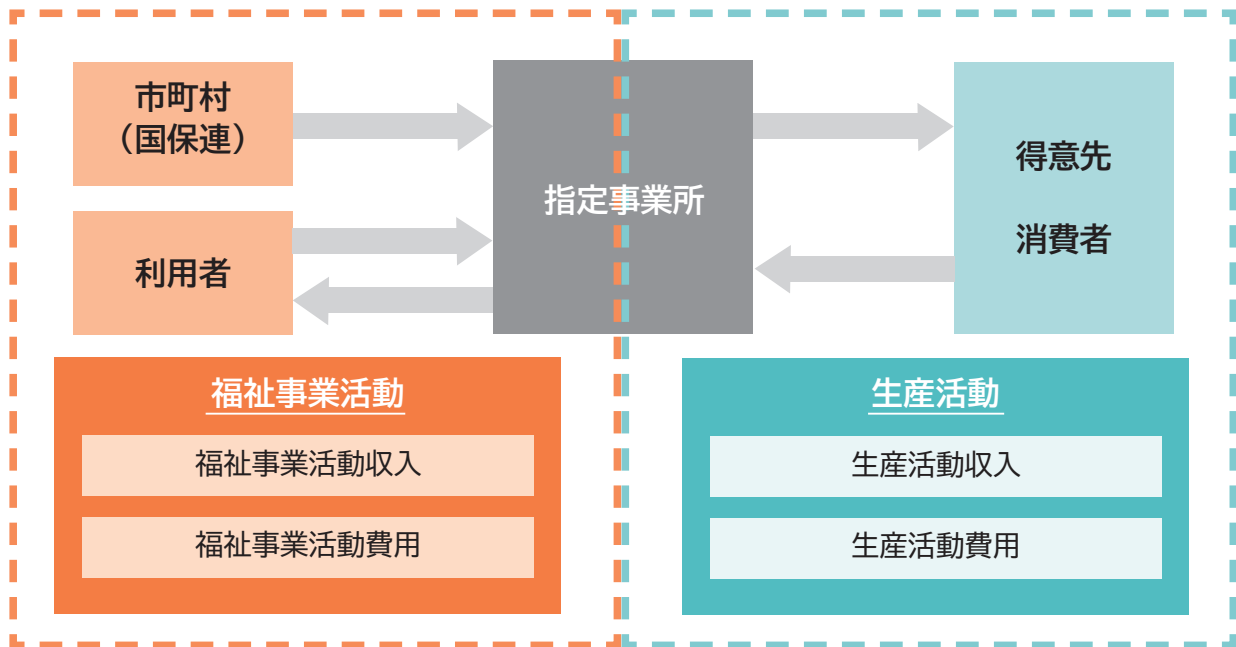 市町村
（国保連）
指定事業所
得意先
消費者
利用者
福祉事業活動
福祉事業活動収入
福祉事業活動費用
生産活動
生産活動収入
生産活動費用